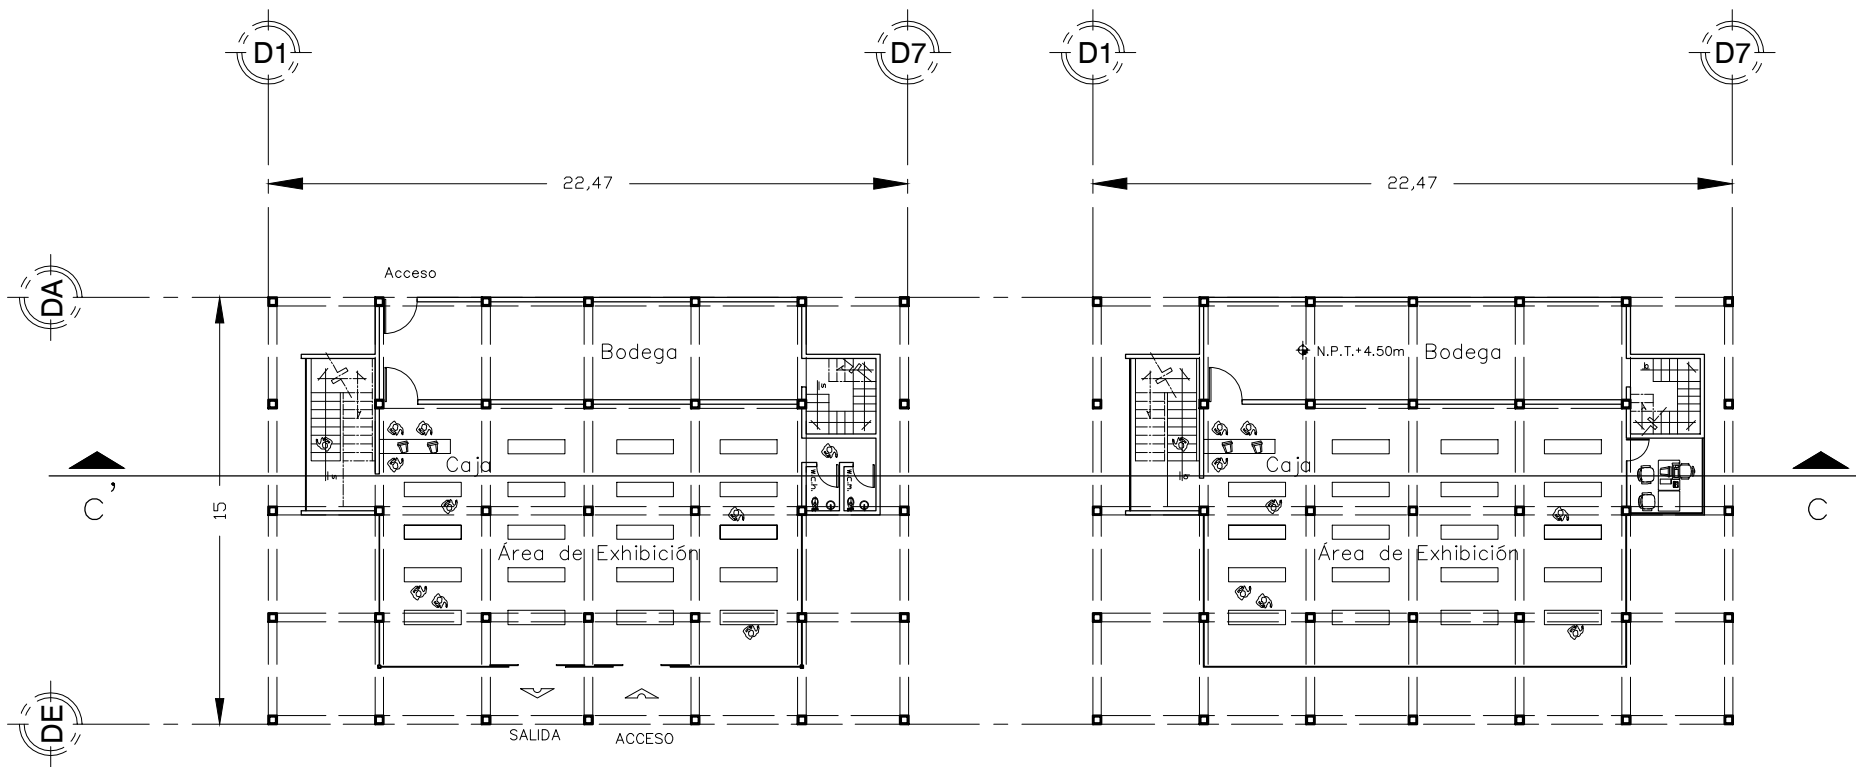 D1
D7
D1
D7
22,47
22,47
DA
Acceso
Bodega
N.P.T.+4.50m
Bodega
s
b
Caja
Caja
C'
15
s
b
W.c.h.
W.c.m.
C
Área de Exhibición
Área de Exhibición
DE
SALIDA
ACCESO